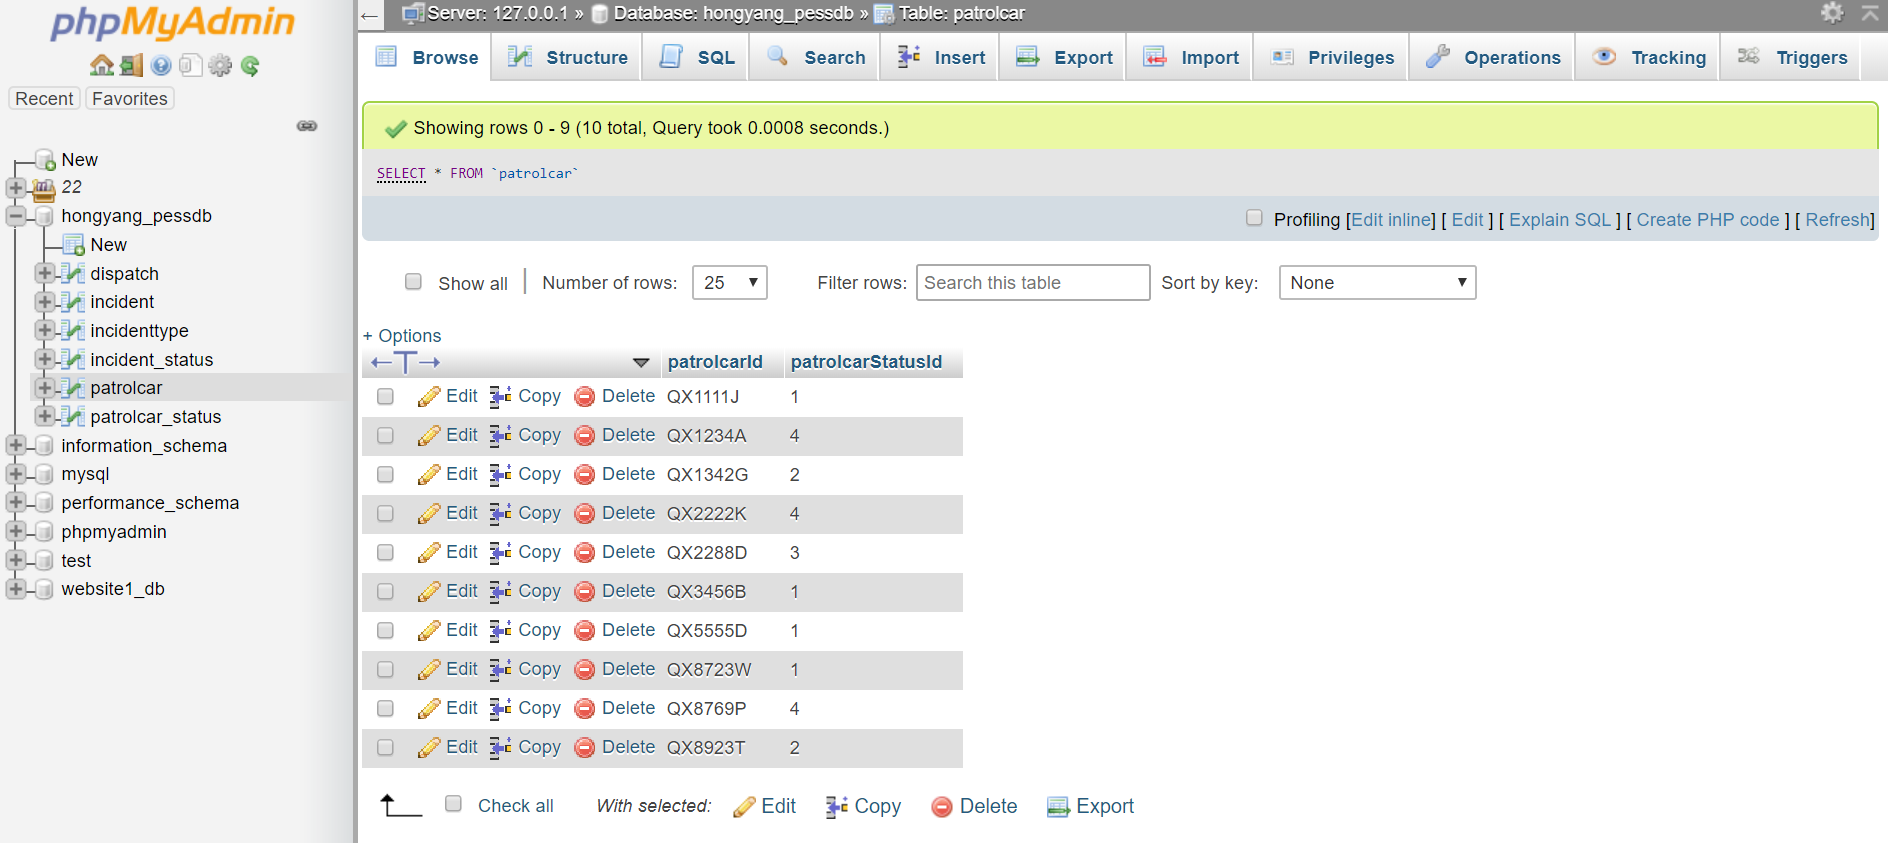 phpMyAdmin
Recent Favorites
New
22
hongyang_pessdb
New
dispatch
incident
incidenttype
incident_status
patrolcar
patrolcar_status
information_schema
mysql
performance_schema
phpmyadmin
test
website1_db
Server: 127.0.0.1 » Database: hongyang_pessdb » Table: patrolcar
Browse Structure SQL Search Insert Export Import Privileges Operations Tracking Triggers
Showing rows 0 - 9 (10 total, Query took 0.0008 seconds.)
SELECT * FROM `patrolcar`
Profiling [Edit inline] [ Edit ] [ Explain SQL ] [ Create PHP code ] [ Refresh]
Show all Number of rows: 25 Filter rows: Search this table Sort by key: None
+ Options
←T→ patrolcarId patrolcarStatusId
Edit Copy Delete QX1111J 1
Edit Copy Delete QX1234A 4
Edit Copy Delete QX1342G 2
Edit Copy Delete QX2222K 4
Edit Copy Delete QX2288D 3
Edit Copy Delete QX3456B 1
Edit Copy Delete QX5555D 1
Edit Copy Delete QX8723W 1
Edit Copy Delete QX8769P 4
Edit Copy Delete QX8923T 2
Check all With selected: Edit Copy Delete Export